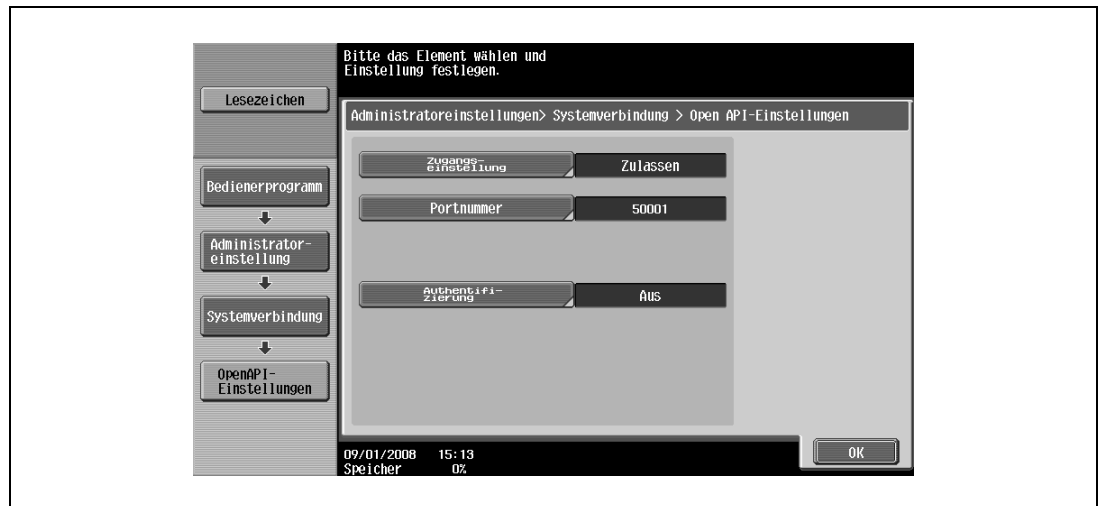 Bitte das Element wählen und
Einstellung festlegen.
Lesezeichen
Administratoreinstellungen> Systemverbindung > Open API-Einstellungen
Zugangs-
einstellung
Zulassen
Bedienerprogramm
Portnummer
50001
Administrator-
einstellung
Authentifi-
zierung
Aus
Systemverbindung
OpenAPI-
Einstellungen
09/01/2008 15:13
Speicher 0%
OK